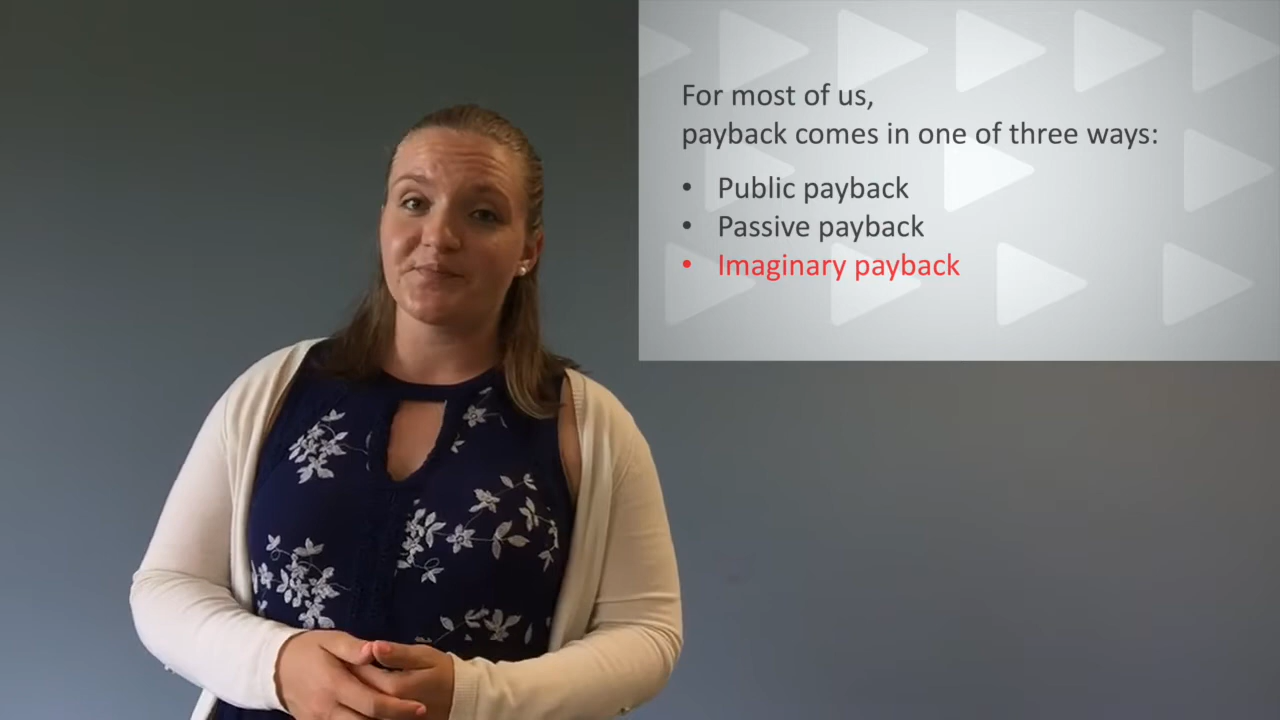 For most of us,
payback comes in one of three ways:
• Public payback
• Passive payback
• Imaginary payback